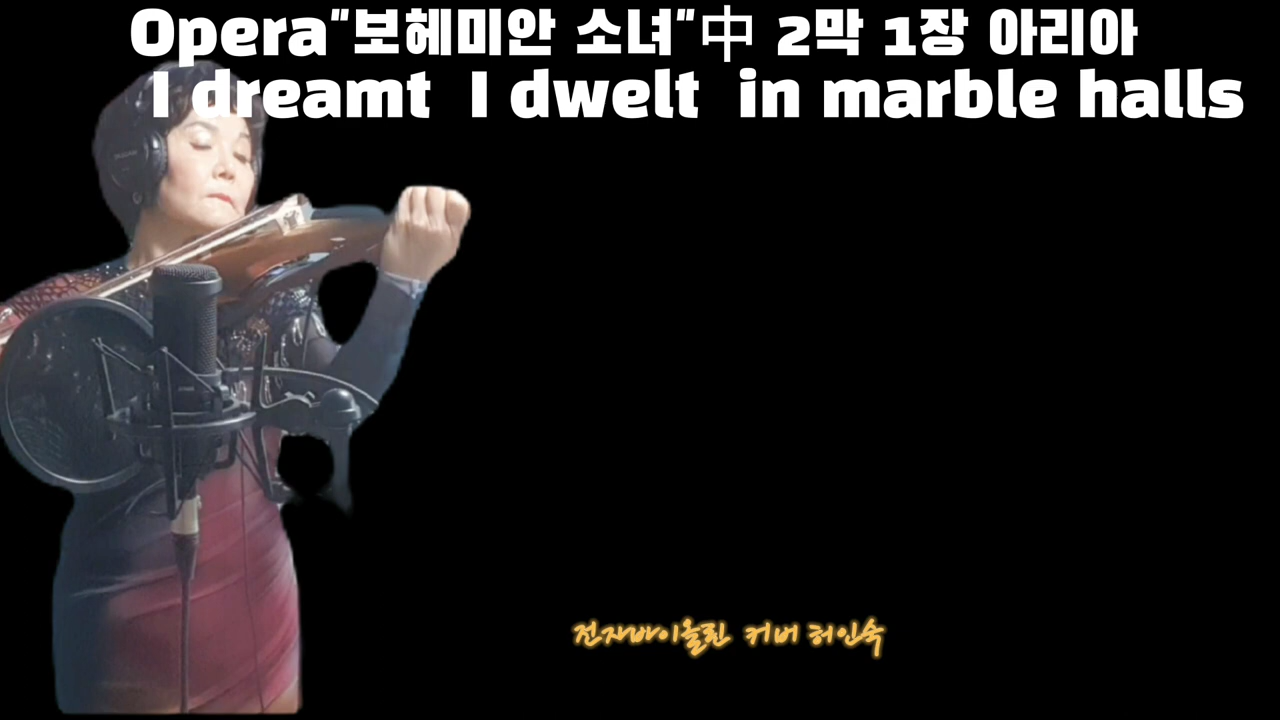 Opera"보헤미안 소녀"中 2막 1장 아리아
I dreamt I dwelt in marble halls
전자바이올린 커버 허인숙